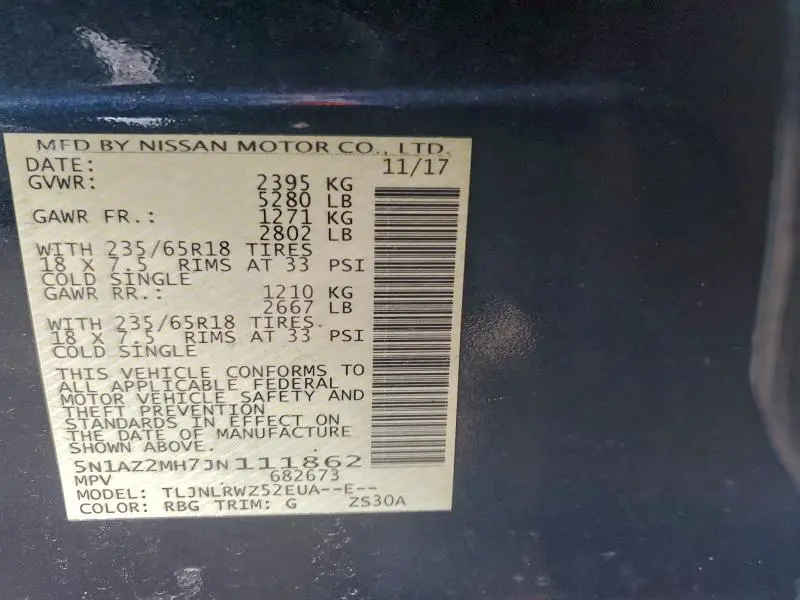 MFD BY NISSAN MOTOR CO., LTD.
DATE: 11/17
GVWR: 2395 KG
5280 LB
GAWR FR.: 1271 KG
2802 LB
WITH 235/65R18 TIRES
18 X 7.5 RIMS AT 33 PSI
COLD SINGLE
GAWR RR.: 1210 KG
2667 LB
WITH 235/65R18 TIRES
18 X 7.5 RIMS AT 33 PSI
COLD SINGLE
THIS VEHICLE CONFORMS TO
ALL APPLICABLE FEDERAL
MOTOR VEHICLE SAFETY AND
THEFT PREVENTION
STANDARDS IN EFFECT ON
THE DATE OF MANUFACTURE
SHOWN ABOVE.
5N1AZ2MH7JN111862
MPV 682673
MODEL: TLJNLRWZ52EUA--E--
COLOR: RBG TRIM: G ZS30A